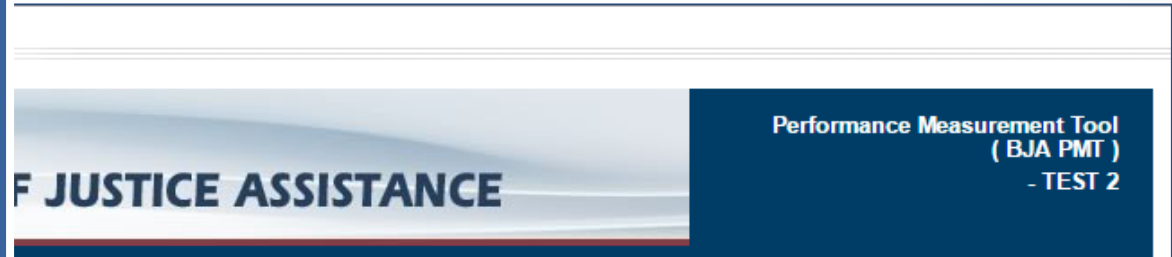 F JUSTICE ASSISTANCE
Performance Measurement Tool
( BJA PMT )
- TEST 2